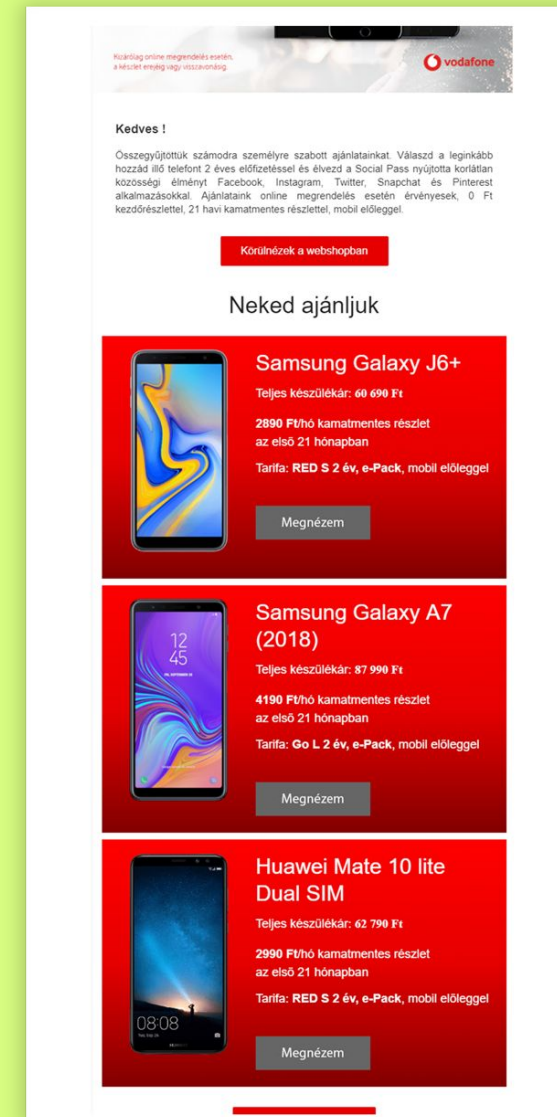 Kizárólag online megrendelés esetén,
a készlet erejéig vagy visszavonásig.
vodafone
Kedves !
Összegyűjtöttük számodra személyre szabott ajánlatainkat. Válaszd a leginkább
hozzád illő telefont 2 éves előfizetéssel és élvezd a Social Pass nyújtotta korlátlan
közösségi élményt Facebook, Instagram, Twitter, Snapchat és Pinterest
alkalmazásokkal. Ajánlataink online megrendelés esetén érvényesek, 0 Ft
kezdőrészlettel, 21 havi kamatmentes részlettel, mobil előleggel.
Körülnézek a webshopban
Neked ajánljuk
Samsung Galaxy J6+
Teljes készülékár: 60 690 Ft
2890 Ft/hó kamatmentes részlet
az első 21 hónapban
Tarifa: RED S 2 év, e-Pack, mobil előleggel
Megnézem
12
45
Samsung Galaxy A7
(2018)
Teljes készülékár: 87 990 Ft
4190 Ft/hó kamatmentes részlet
az első 21 hónapban
Tarifa: Go L 2 év, e-Pack, mobil előleggel
Megnézem
08:08
HUAWEI
Huawei Mate 10 lite
Dual SIM
Teljes készülékár: 62 790 Ft
2990 Ft/hó kamatmentes részlet
az első 21 hónapban
Tarifa: RED S 2 év, e-Pack, mobil előleggel
Megnézem